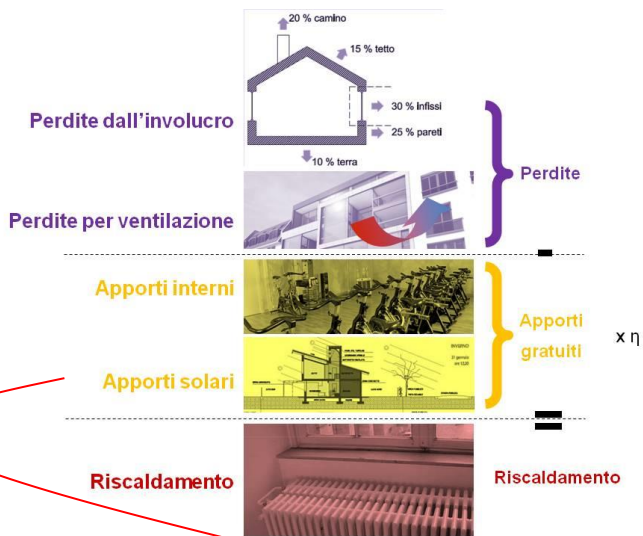 20 % camino
15 % tetto
Perdite dall'involucro
30 % infissi
25 % pareti
10 % terra
Perdite
Perdite per ventilazione
-
Apporti interni
Apporti
gratuiti
x η
INVERNO
Apporti solari
=
Riscaldamento
Riscaldamento